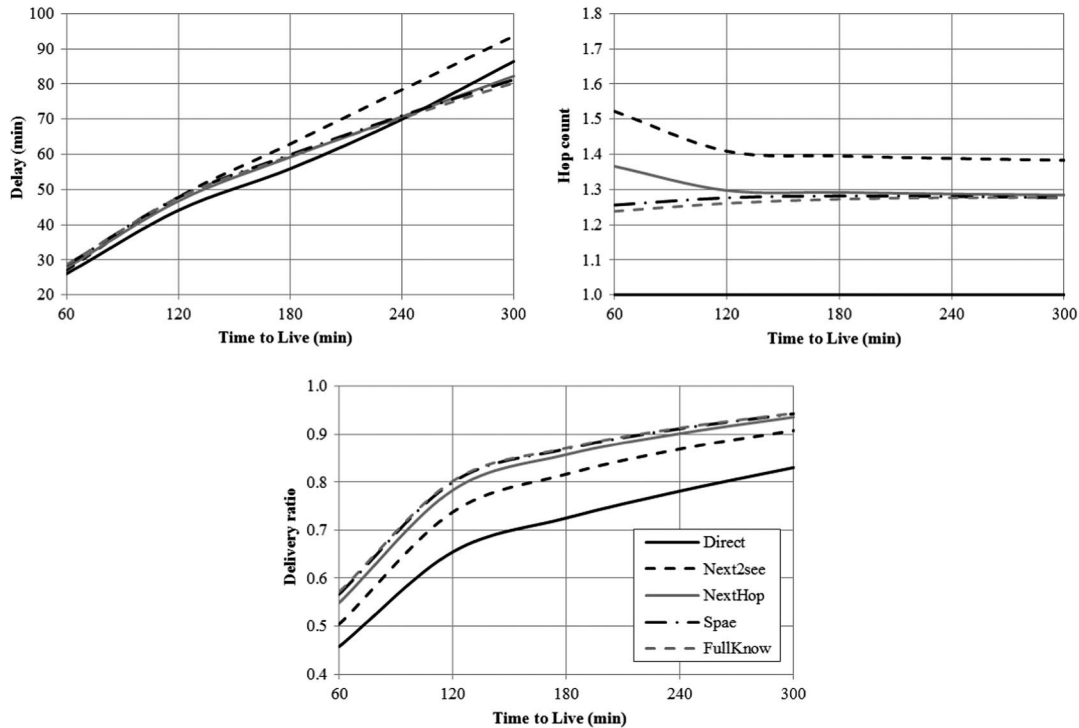 100
90
80
70
60
50
40
30
20
Delay (min)
60 120 180 240 300
Time to Live (min)
1.8
1.7
1.6
1.5
1.4
1.3
1.2
1.1
1.0
Hop count
60 120 180 240 300
Time to Live (min)
1.0
0.9
0.8
0.7
0.6
0.5
0.4
Delivery ratio
Direct
Next2see
NextHop
Spae
FullKnow
60 120 180 240 300
Time to Live (min)